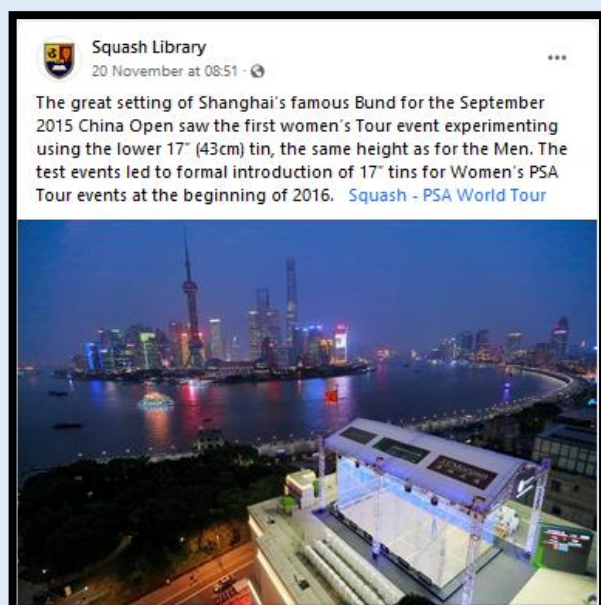 Squash Library
20 November at 08:51 ·
The great setting of Shanghai's famous Bund for the September
2015 China Open saw the first women's Tour event experimenting
using the lower 17" (43cm) tin, the same height as for the Men. The
test events led to formal introduction of 17" tins for Women's PSA
Tour events at the beginning of 2016. Squash - PSA World Tour